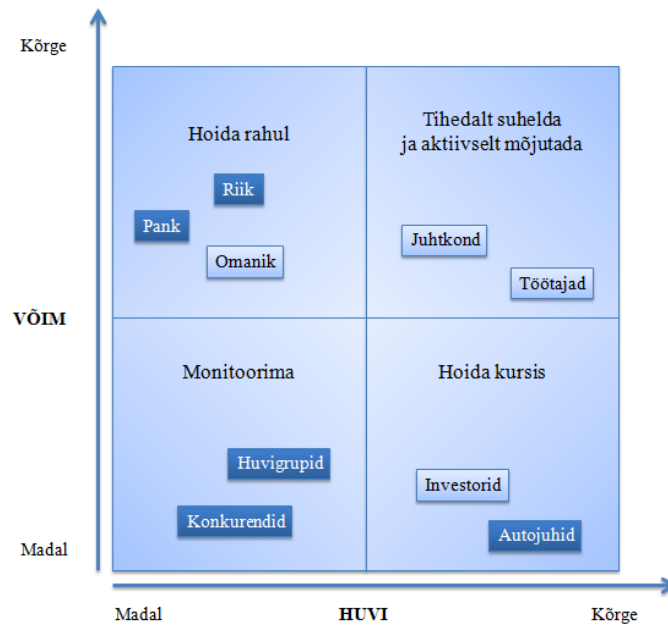 Kõrge
Hoida rahul
Tihedalt suhelda
ja aktiivselt mõjutada
Riik
Pank
Omanik
Juhtkond
Töötajad
VÕIM
Monitoorima
Hoida kursis
Huvigrupid
Konkurendid
Investorid
Autojuhid
Madal
Madal
HUVI
Kõrge